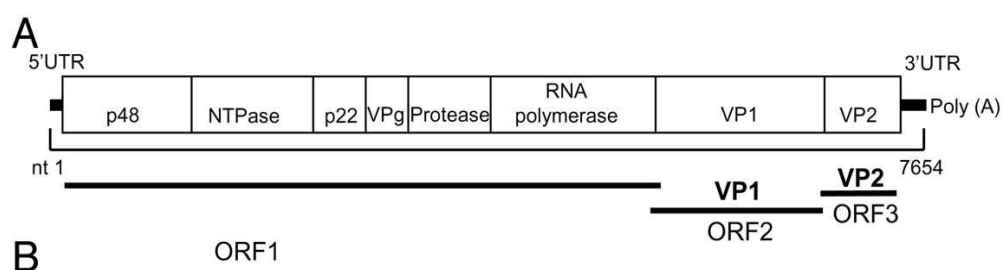 A
5'UTR
3'UTR
p48
NTPase
p22
VPg
Protease
RNA
polymerase
VP1
VP2
Poly (A)
nt 1
7654
VP1
VP2
ORF2
ORF3
B
ORF1